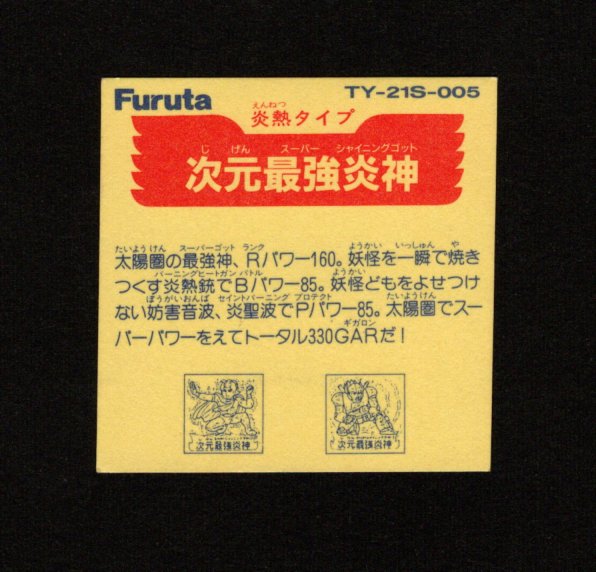 Furuta
TY-21S-005
えんねつ
炎熱タイプ
じ げん スーパー シャイニングゴット
次元最強炎神
たいようけん スーパーゴット ランク ようかい いっしゅん や
太陽圏の最強神、Rパワー160。妖怪を一瞬で焼き
バーニングヒートガン バトル ようかい
つくす炎熱銃でBパワー85。妖怪どもをよせつけ
ぼうがいおんぱ セイントバーニング プロテクト たいようけん
ない妨害音波、炎聖波でPパワー85。太陽圏でスー
ギガロン
パーパワーをえてトータル330GARだ!
次元最強炎神
次元最強炎神